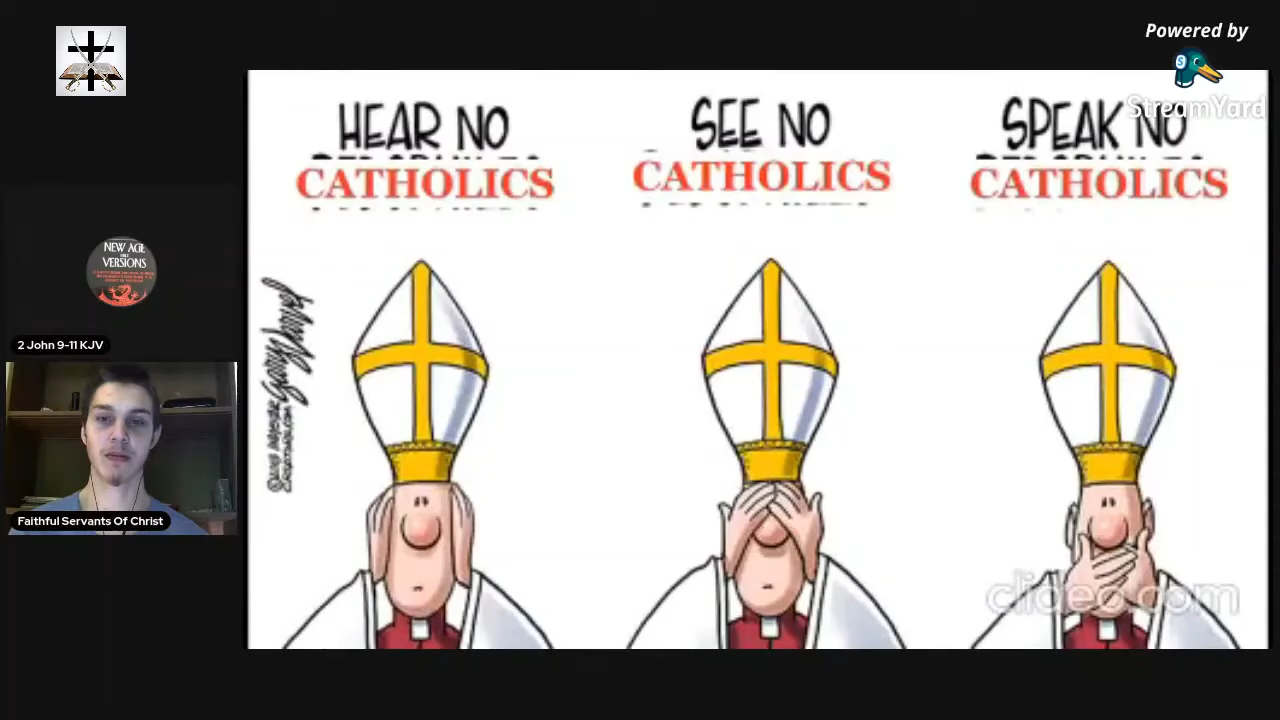 Powered by
StreamYard
HEAR NO
CATHOLICS
SEE NO
CATHOLICS
SPEAK NO
CATHOLICS
NEW AGE
VERSIONS
2 John 9-11 KJV
Faithful Servants Of Christ
clideo.com